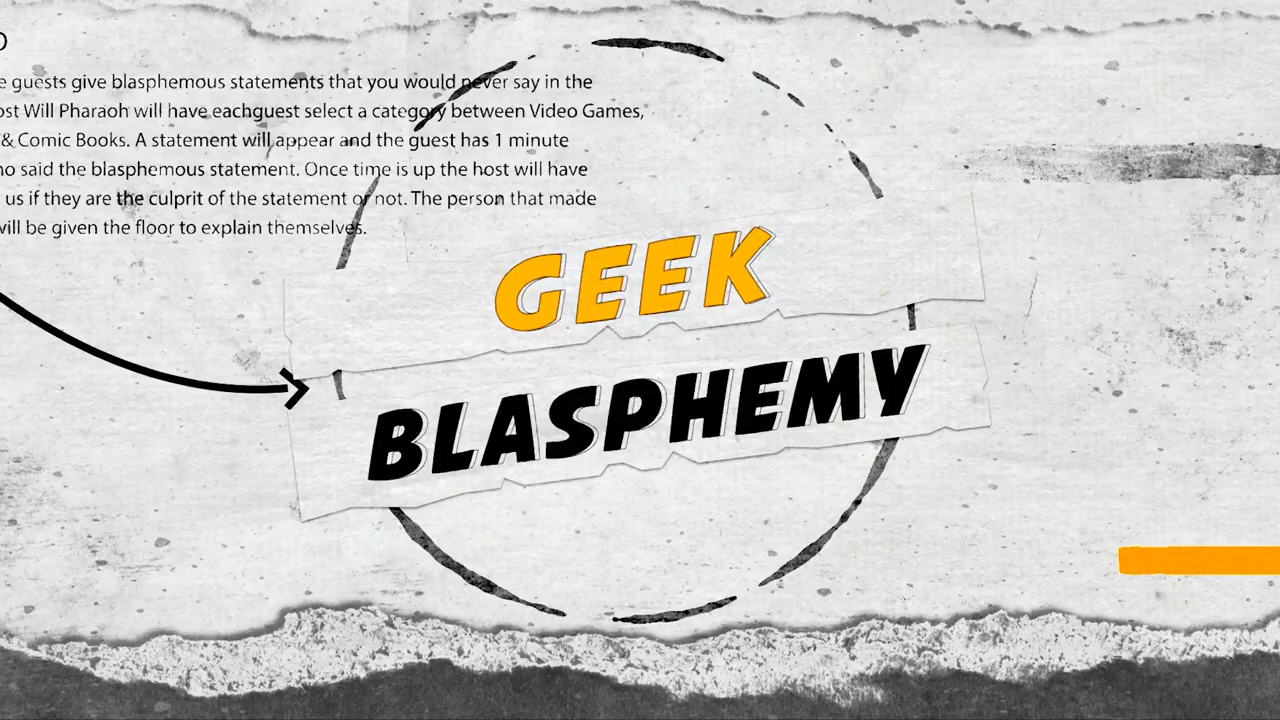 e guests give blasphemous statements that you would never say in the
ost Will Pharaoh will have eachguest select a category between Video Games,
& Comic Books. A statement will appear and the guest has 1 minute
ho said the blasphemous statement. Once time is up the host will have
us if they are the culprit of the statement or not. The person that made
will be given the floor to explain themselves.
GEEK
BLASPHEMY